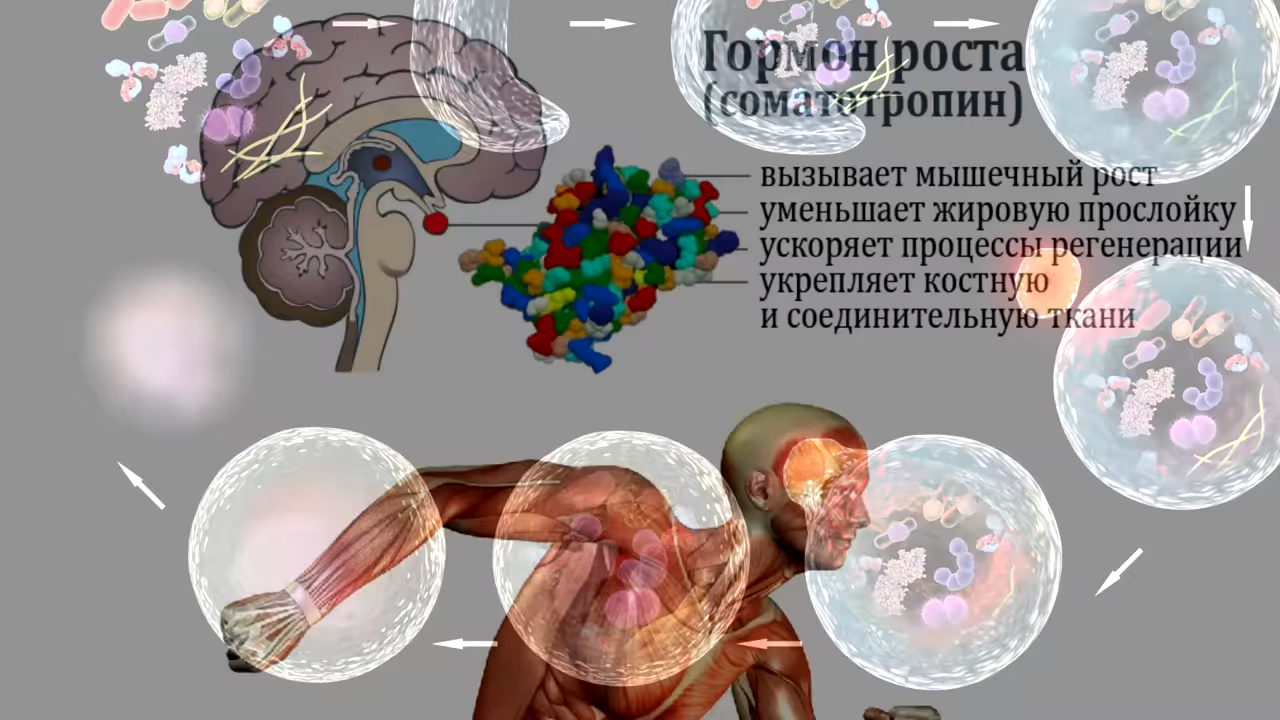 Гормон роста
(соматотропин)
вызывает мышечный рост
уменьшает жировую прослойку
ускоряет процессы регенерации
укрепляет костную
и соединительную ткани